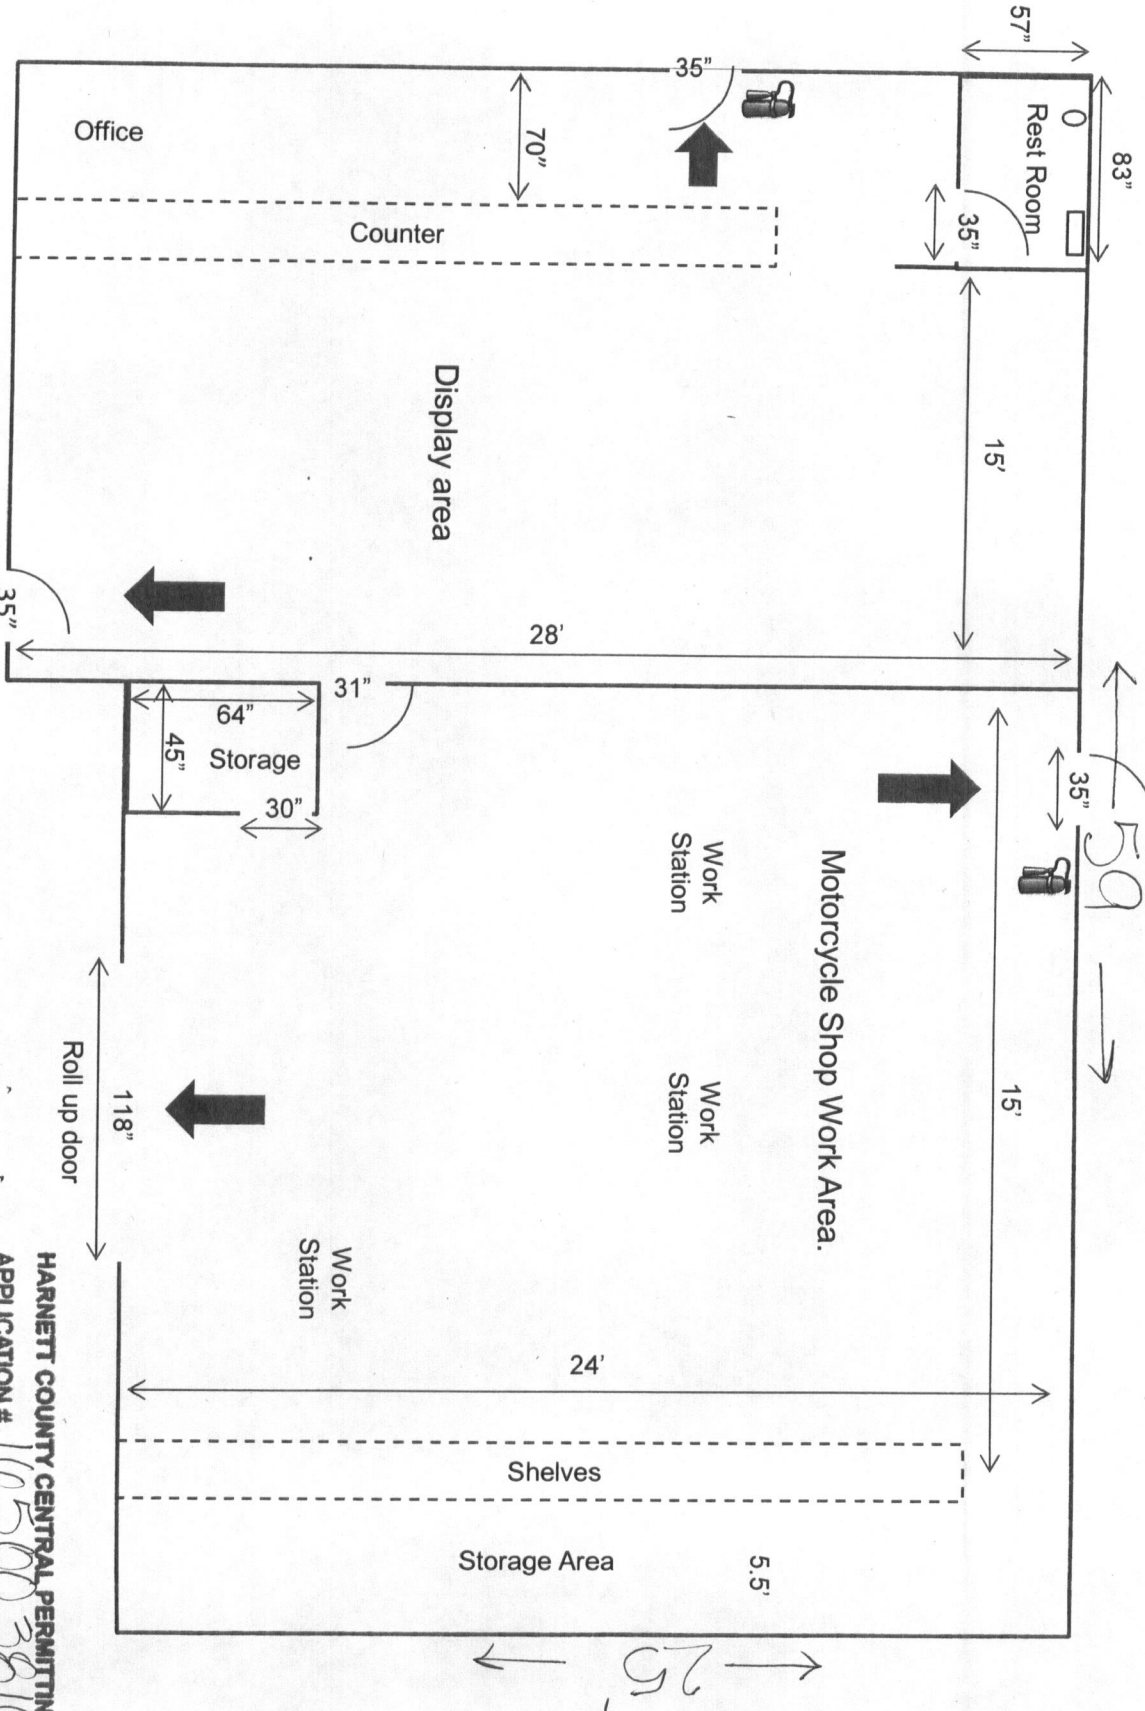 57"
83"
Rest Room
35"
35"
Office
70"
Counter
15'
Display area
35"
28'
31"
64"
45"
Storage
30"
35"
59
Work
Station
Motorcycle Shop Work Area.
Work
Station
15'
118"
Roll up door
Work
Station
24'
Shelves
Storage Area
5.5'
25'
HARNETT COUNTY CENTRAL
APPLICATION #